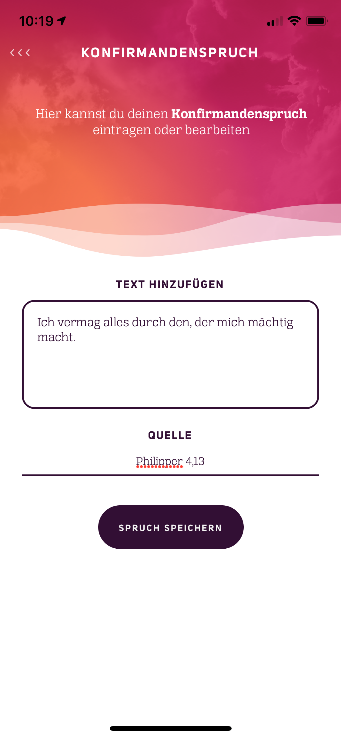 10:19
<<<
KONFIRMANDENSPRUCH
Hier kannst du deinen Konfirmandenspruch
eintragen oder bearbeiten
TEXT HINZUFÜGEN
Ich vermag alles durch den, der mich mächtig
macht.
QUELLE
Philipper 4,13
SPRUCH SPEICHERN